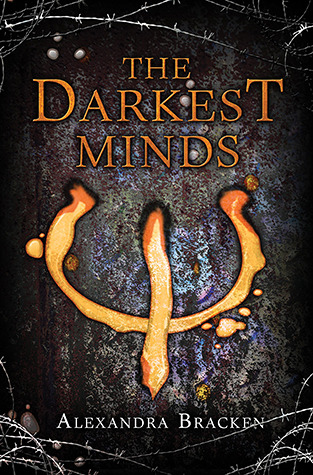 THE
DARKEST
MINDS
ALEXANDRA BRACKEN